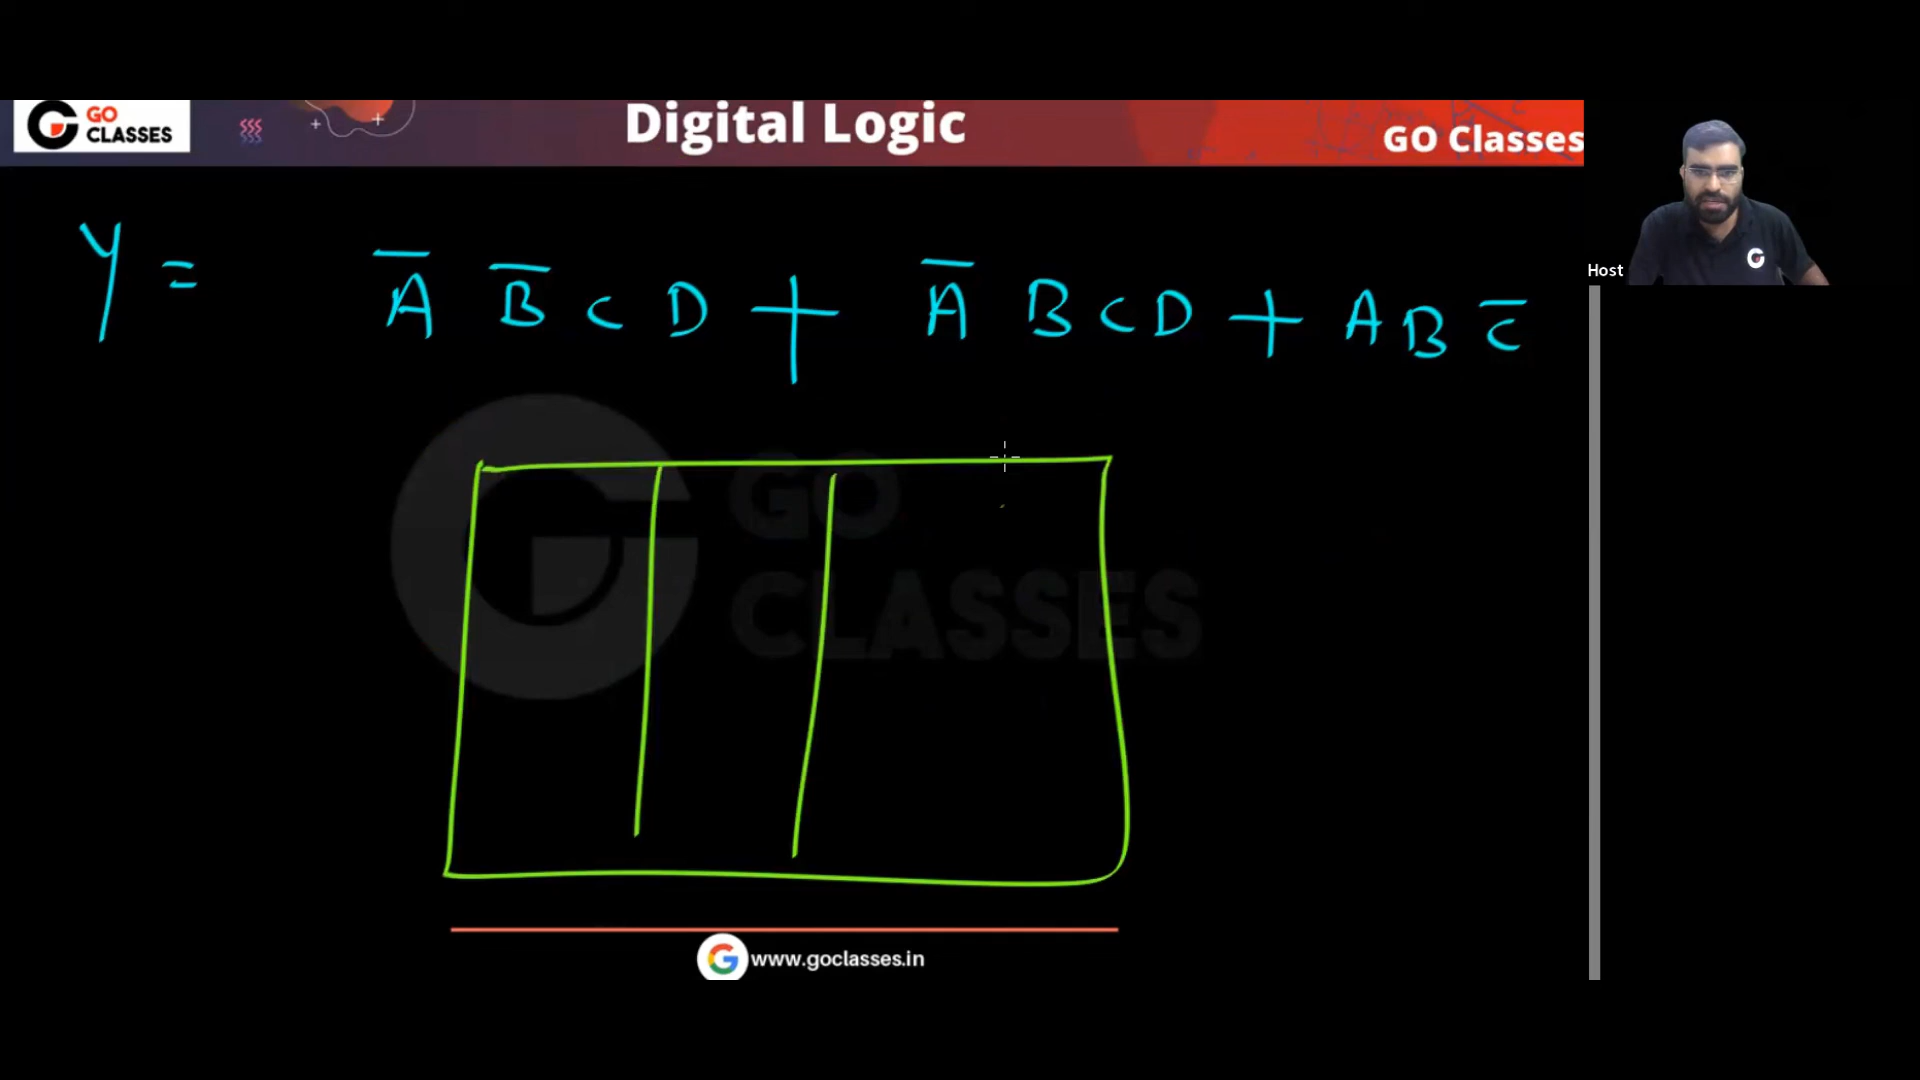 GO
CLASSES
Digital Logic
GO Classes
Y = A̅ B̅ C D + A̅ B C D + A B C̅
Host
GO
CLASSES
www.goclasses.in